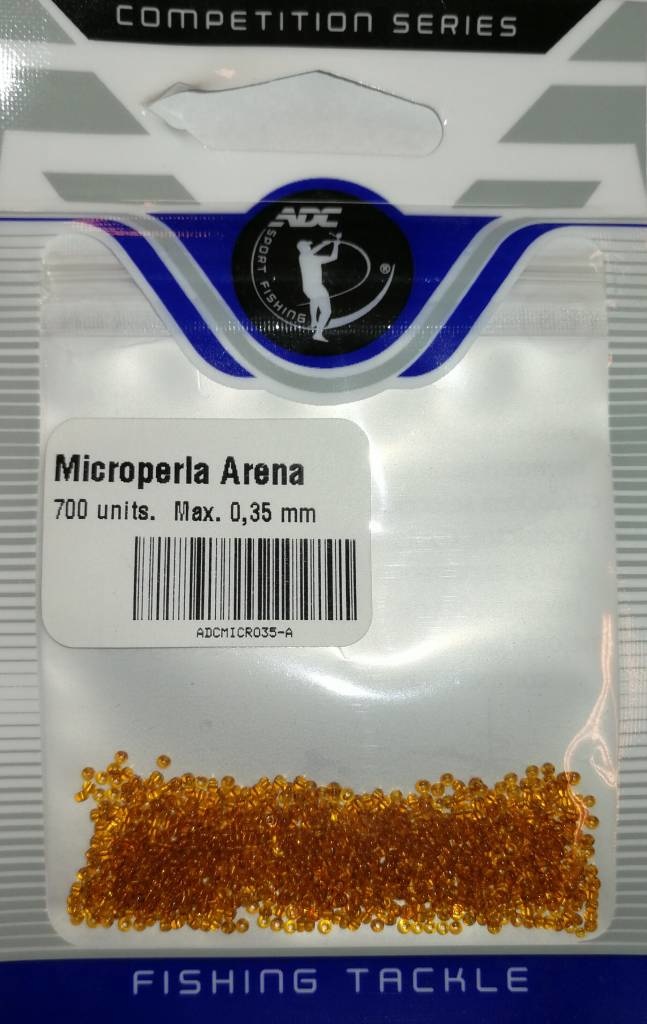 COMPETITION SERIES
ADC
SPORT FISHING
®
Microperla Arena
700 units. Max. 0,35 mm
ADCMICRO35-A
FISHING TACKLE